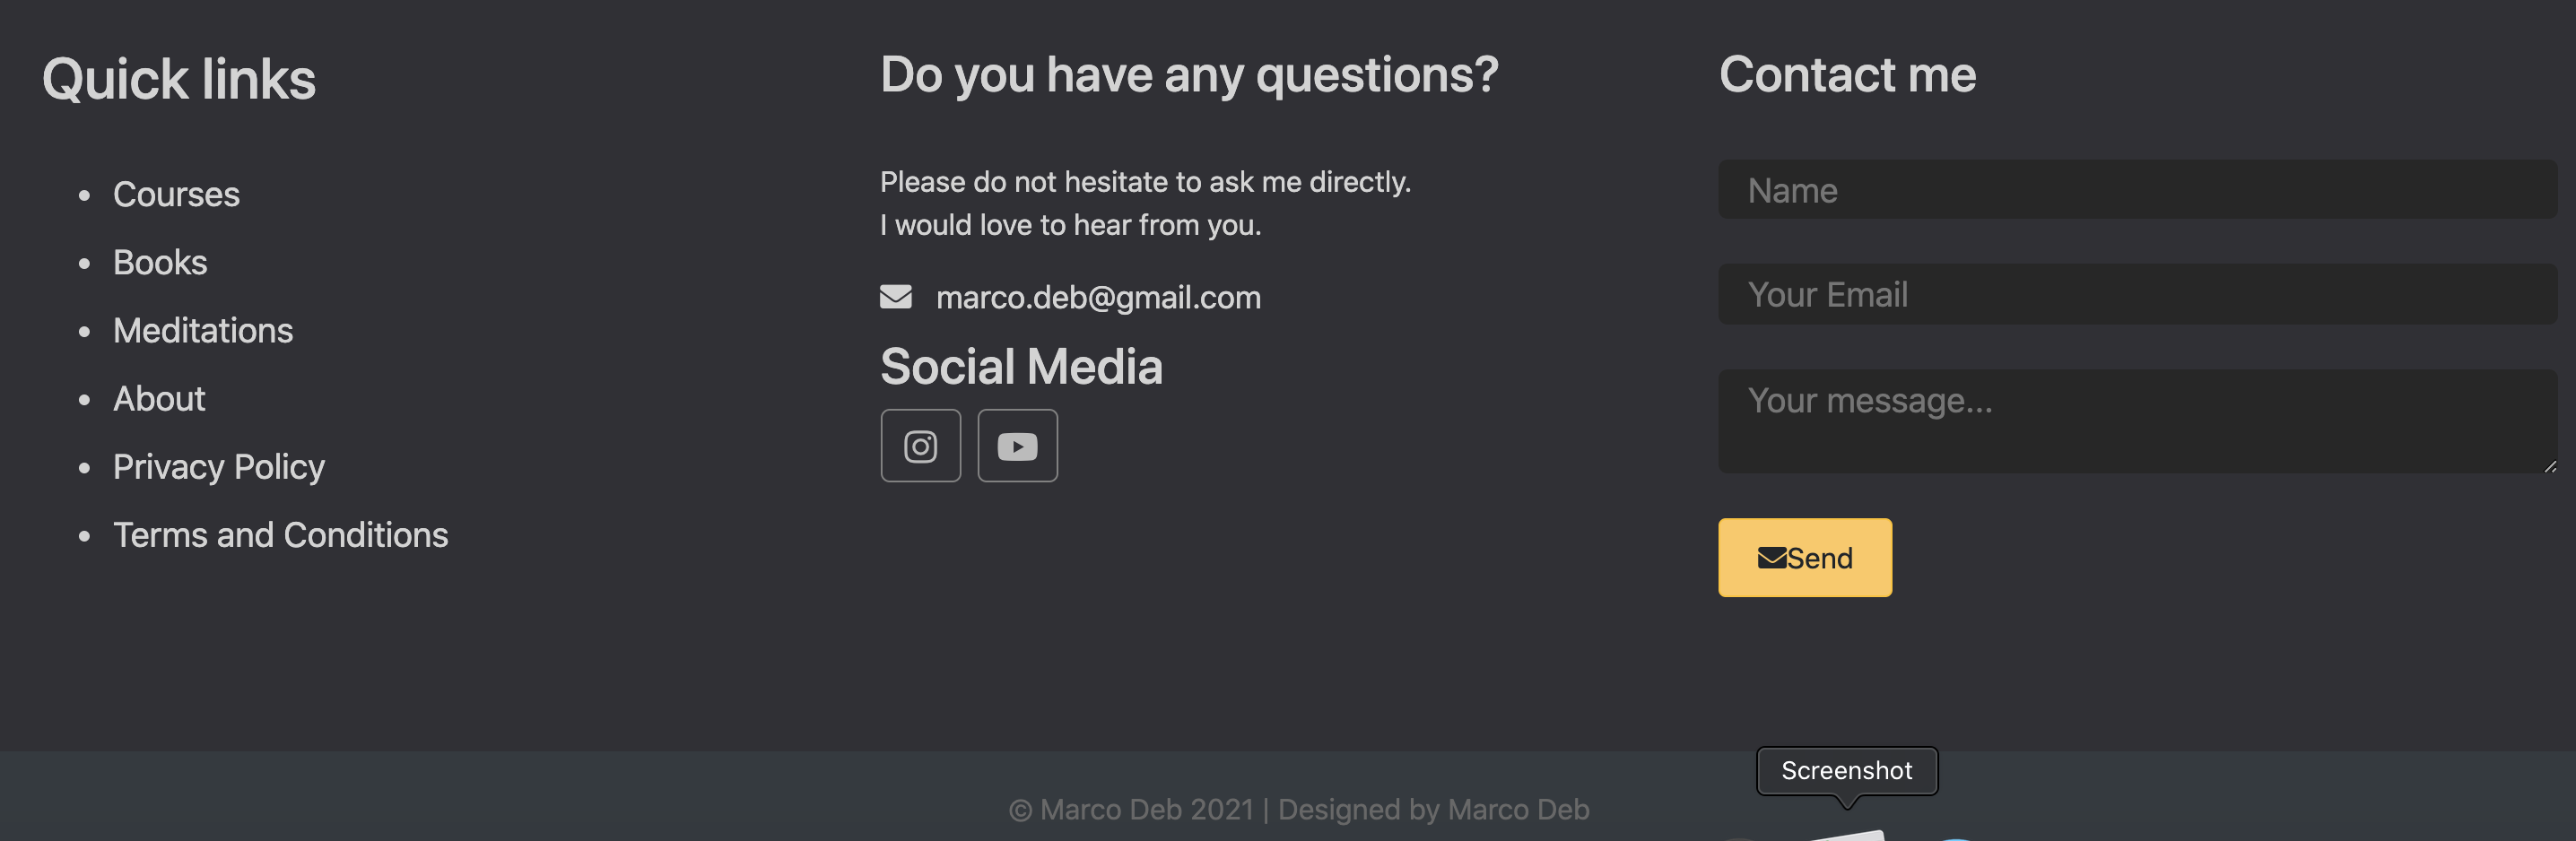 Quick links
Courses
Books
Meditations
About
Privacy Policy
Terms and Conditions
Do you have any questions?
Please do not hesitate to ask me directly.
I would love to hear from you.
marco.deb@gmail.com
Social Media
Contact me
Name
Your Email
Your message...
Send
Screenshot
© Marco Deb 2021 | Designed by Marco Deb